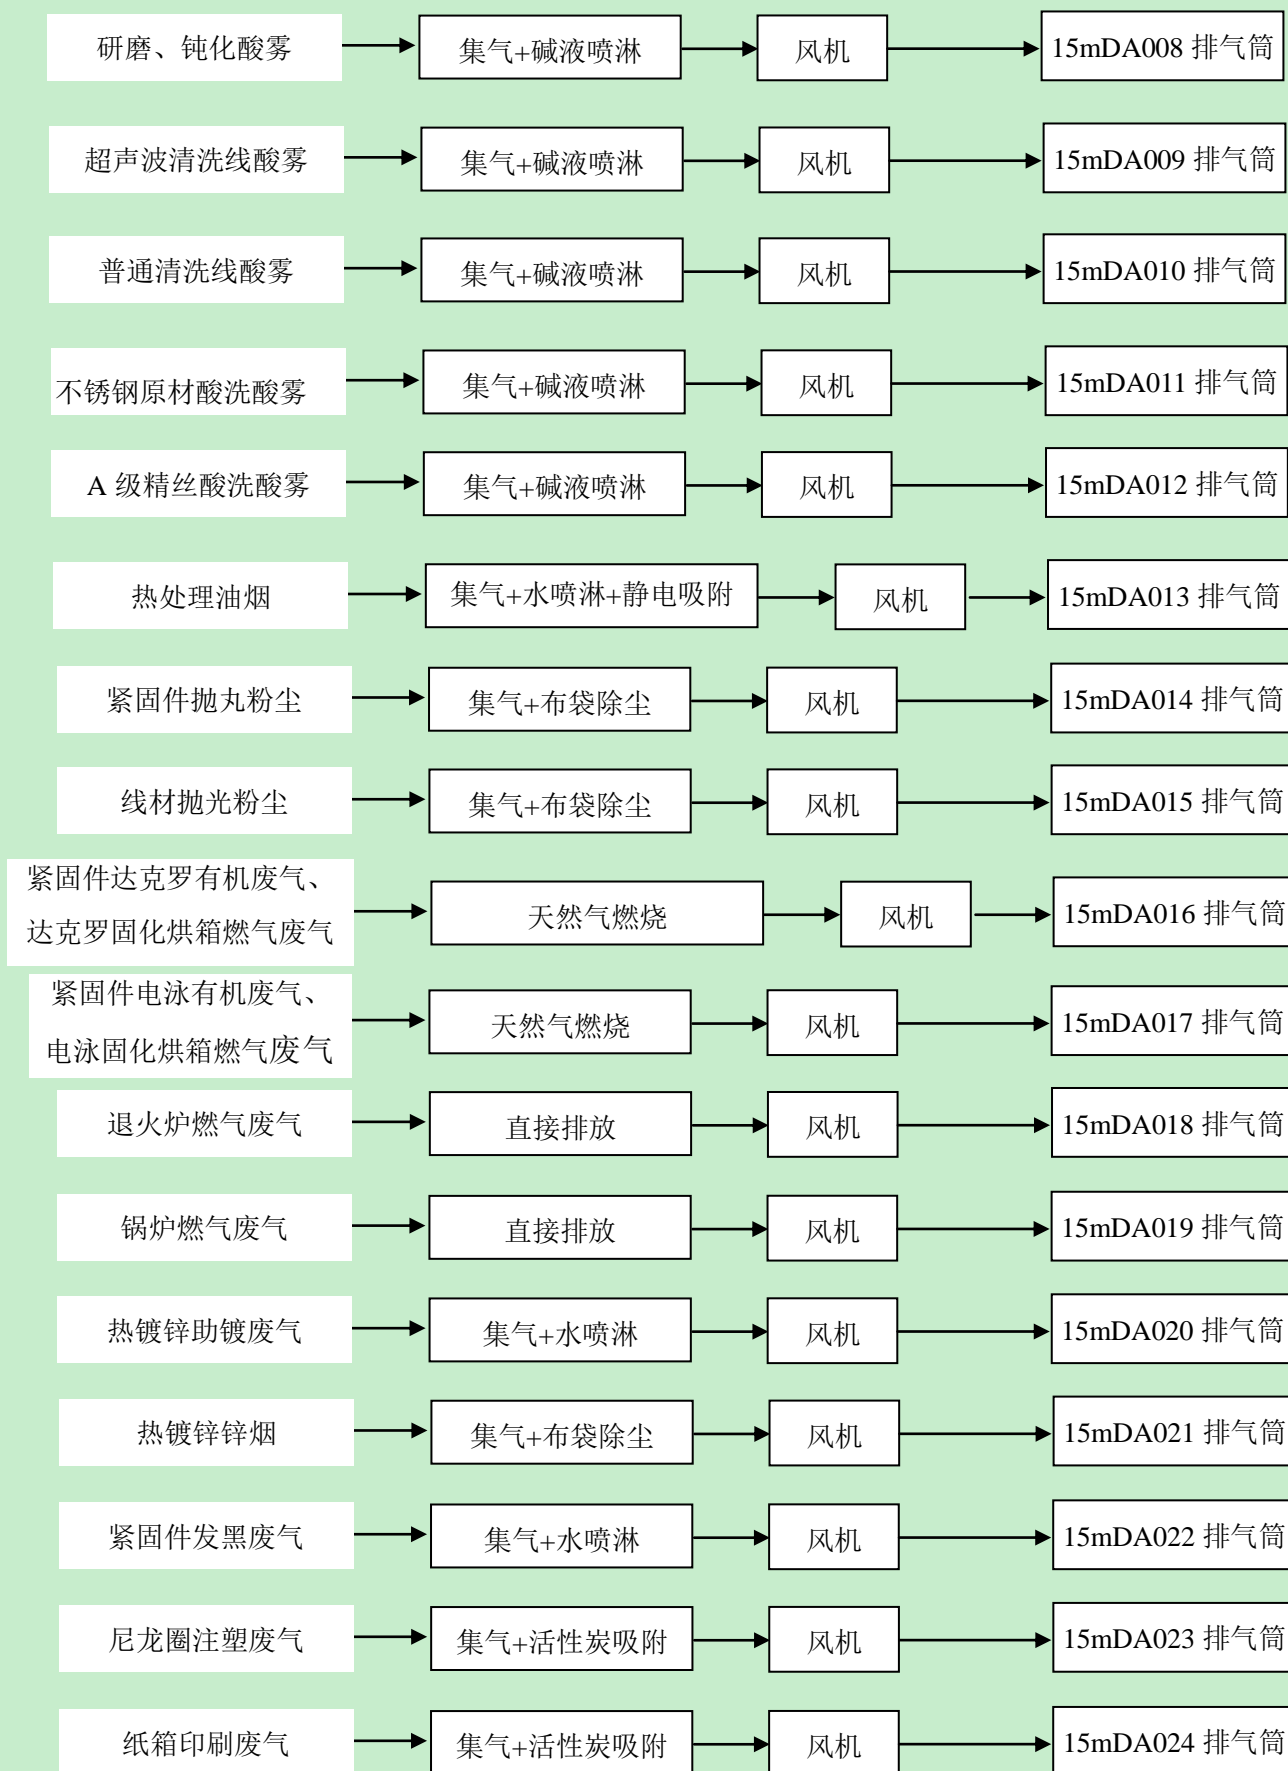 研磨、钝化酸雾 集气+碱液喷淋 风机 15mDA008 排气筒
超声波清洗线酸雾 集气+碱液喷淋 风机 15mDA009 排气筒
普通清洗线酸雾 集气+碱液喷淋 风机 15mDA010 排气筒
不锈钢原材酸洗酸雾 集气+碱液喷淋 风机 15mDA011 排气筒
A 级精丝酸洗酸雾 集气+碱液喷淋 风机 15mDA012 排气筒
热处理油烟 集气+水喷淋+静电吸附 风机 15mDA013 排气筒
紧固件抛丸粉尘 集气+布袋除尘 风机 15mDA014 排气筒
线材抛光粉尘 集气+布袋除尘 风机 15mDA015 排气筒
紧固件达克罗有机废气、
达克罗固化烘箱燃气废气 天然气燃烧 风机 15mDA016 排气筒
紧固件电泳有机废气、
电泳固化烘箱燃气废气 天然气燃烧 风机 15mDA017 排气筒
退火炉燃气废气 直接排放 风机 15mDA018 排气筒
锅炉燃气废气 直接排放 风机 15mDA019 排气筒
热镀锌助镀废气 集气+水喷淋 风机 15mDA020 排气筒
热镀锌锌烟 集气+布袋除尘 风机 15mDA021 排气筒
紧固件发黑废气 集气+水喷淋 风机 15mDA022 排气筒
尼龙圈注塑废气 集气+活性炭吸附 风机 15mDA023 排气筒
纸箱印刷废气 集气+活性炭吸附 风机 15mDA024 排气筒